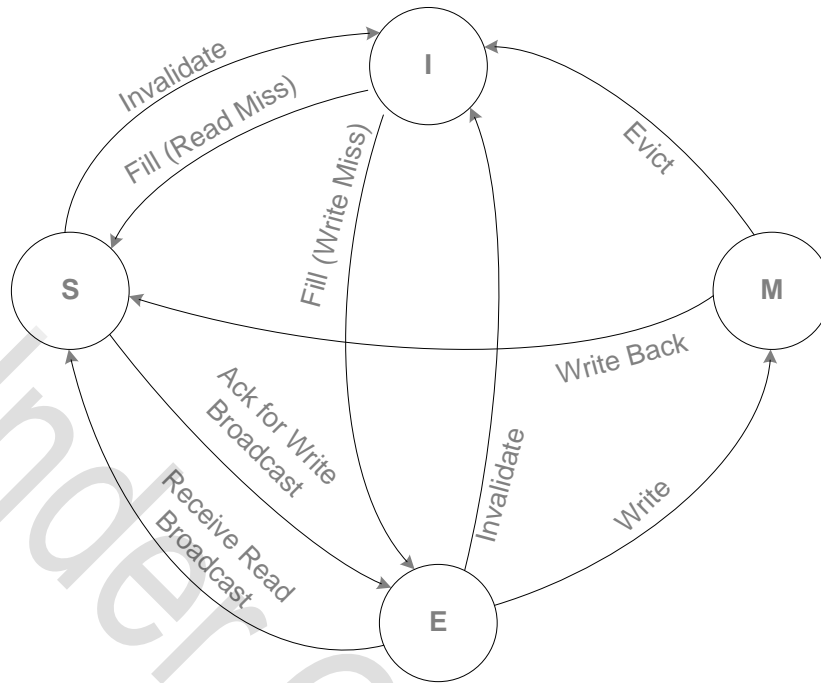 I
Invalidate
Fill (Read Miss)
Fill (Write Miss)
Evict
S
M
Write Back
Ack for Write
Broadcast
Receive Read
Broadcast
Invalidate
Write
E
Under